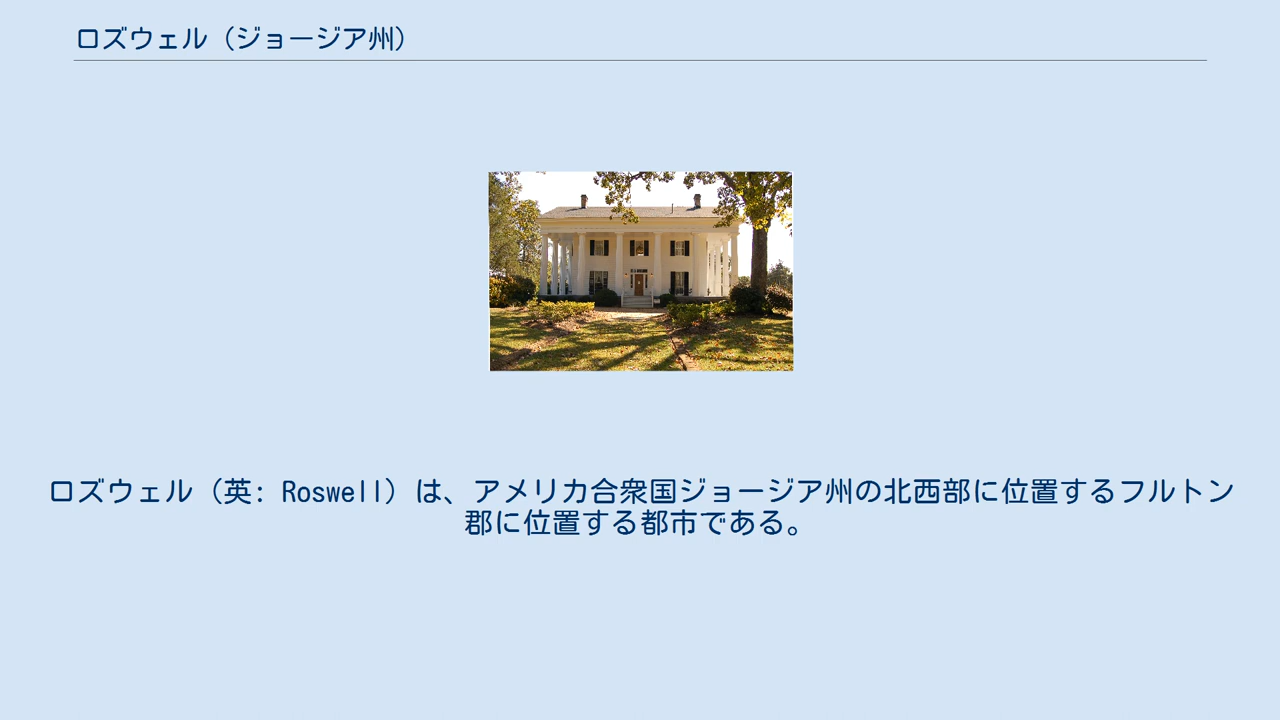 ロズウェル（ジョージア州）
ロズウェル（英: Roswell）は、アメリカ合衆国ジョージア州の北西部に位置するフルトン
郡に位置する都市である。